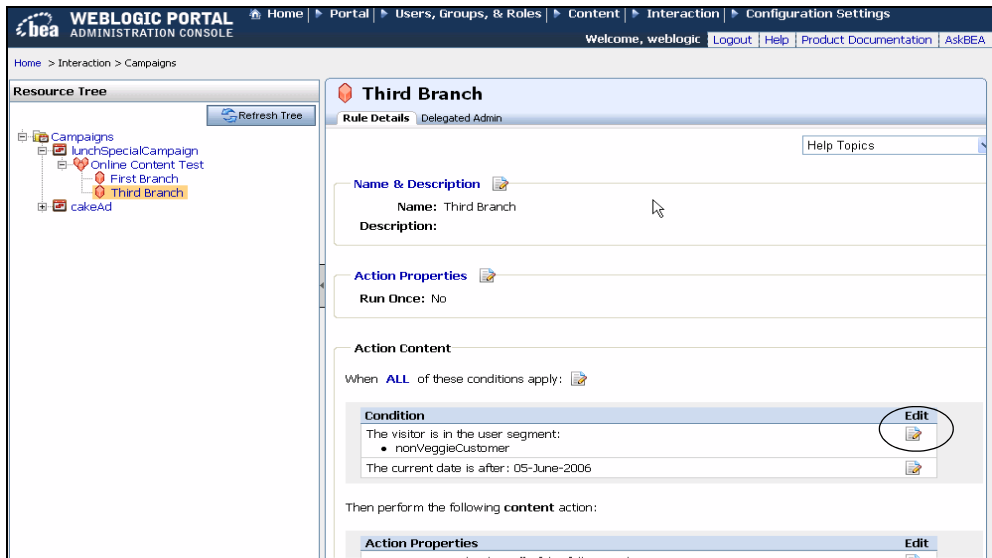 bea WEBLOGIC PORTAL
ADMINISTRATION CONSOLE
Home | Portal | Users, Groups, & Roles | Content | Interaction | Configuration Settings
Welcome, weblogic Logout | Help | Product Documentation | AskBEA
Home > Interaction > Campaigns
Resource Tree
Refresh Tree
Campaigns
lunchSpecialCampaign
Online Content Test
First Branch
Third Branch
cakeAd
Third Branch
Rule Details Delegated Admin
Help Topics
Name & Description
Name: Third Branch
Description:
Action Properties
Run Once: No
Action Content
When ALL of these conditions apply:
Condition Edit
The visitor is in the user segment:
• nonVeggieCustomer
The current date is after: 05-June-2006
Then perform the following content action:
Action Properties Edit